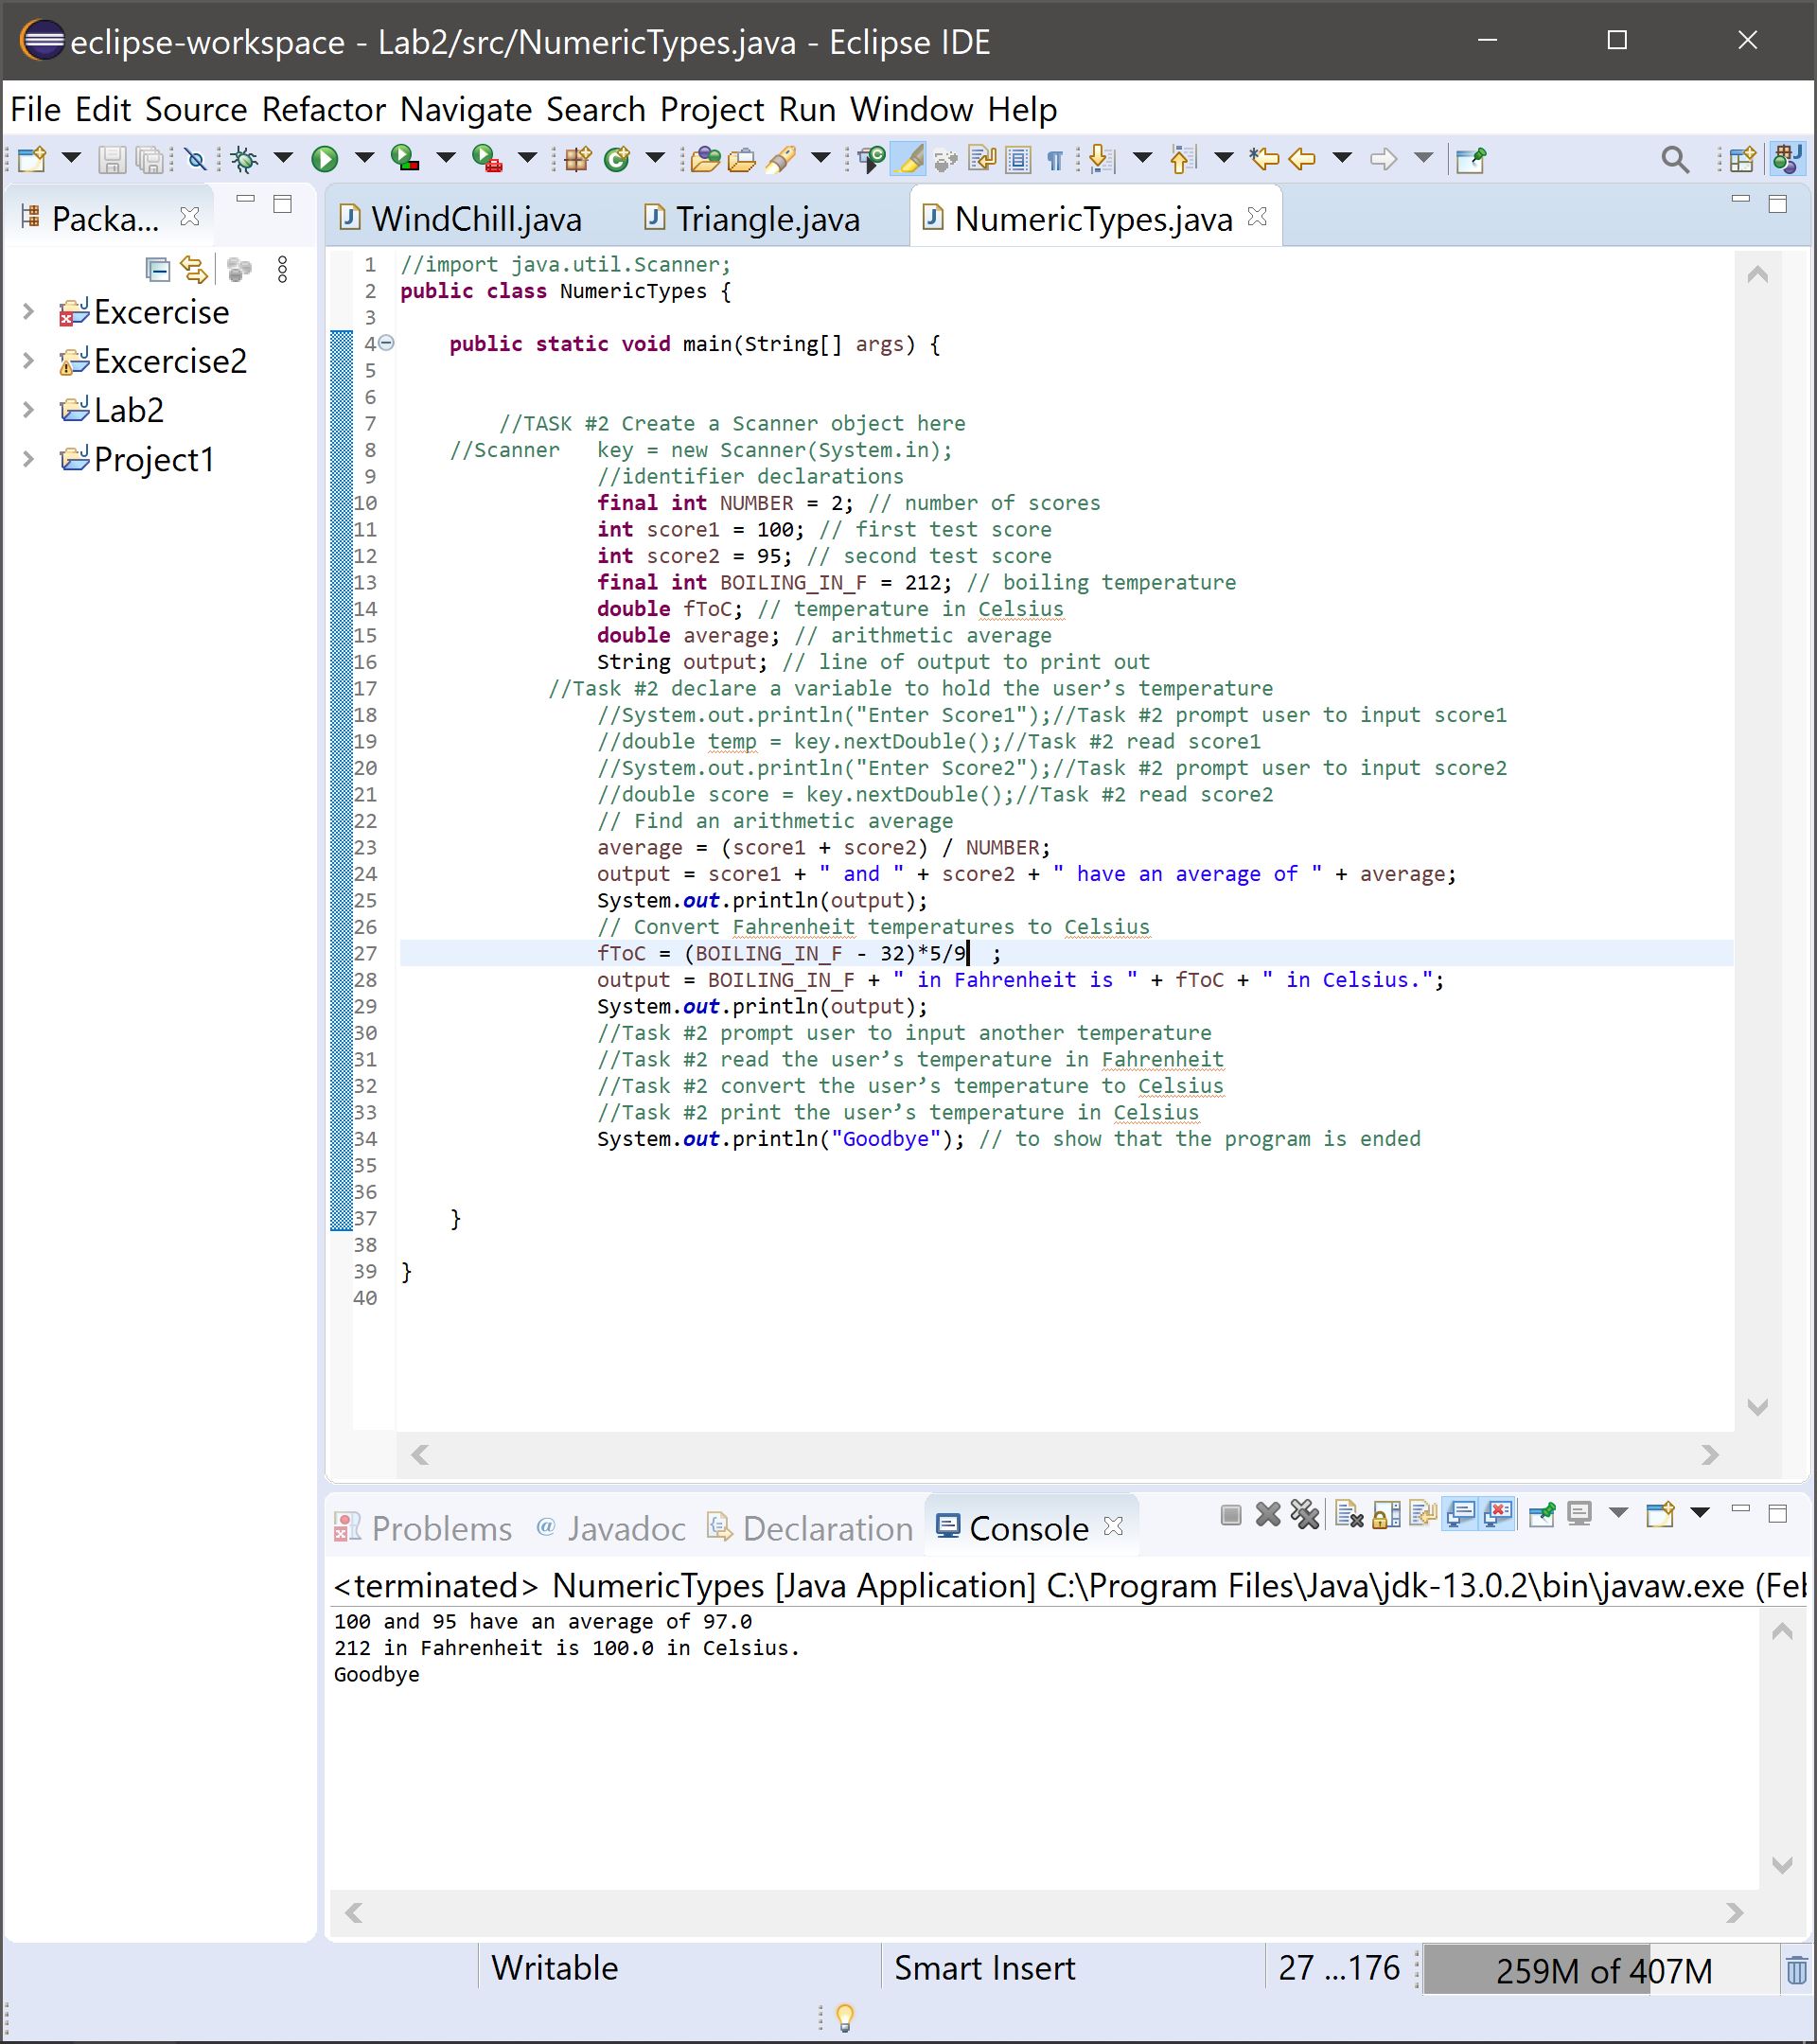 eclipse-workspace - Lab2/src/NumericTypes.java - Eclipse IDE
File Edit Source Refactor Navigate Search Project Run Window Help
Packa...
WindChill.java Triangle.java NumericTypes.java
Excercise
Excercise2
Lab2
Project1
1 //import java.util.Scanner;
2 public class NumericTypes {
3
4 public static void main(String[] args) {
5
6
7 //TASK #2 Create a Scanner object here
8 //Scanner key = new Scanner(System.in);
9 //identifier declarations
10 final int NUMBER = 2; // number of scores
11 int score1 = 100; // first test score
12 int score2 = 95; // second test score
13 final int BOILING_IN_F = 212; // boiling temperature
14 double fToC; // temperature in Celsius
15 double average; // arithmetic average
16 String output; // line of output to print out
17 //Task #2 declare a variable to hold the user’s temperature
18 //System.out.println("Enter Score1");//Task #2 prompt user to input score1
19 //double temp = key.nextDouble();//Task #2 read score1
20 //System.out.println("Enter Score2");//Task #2 prompt user to input score2
21 //double score = key.nextDouble();//Task #2 read score2
22 // Find an arithmetic average
23 average = (score1 + score2) / NUMBER;
24 output = score1 + " and " + score2 + " have an average of " + average;
25 System.out.println(output);
26 // Convert Fahrenheit temperatures to Celsius
27 fToC = (BOILING_IN_F - 32)*5/9 ;
28 output = BOILING_IN_F + " in Fahrenheit is " + fToC + " in Celsius.";
29 System.out.println(output);
30 //Task #2 prompt user to input another temperature
31 //Task #2 read the user’s temperature in Fahrenheit
32 //Task #2 convert the user’s temperature to Celsius
33 //Task #2 print the user’s temperature in Celsius
34 System.out.println("Goodbye"); // to show that the program is ended
35
36
37 }
38
39 }
40
Problems @ Javadoc Declaration Console
<terminated> NumericTypes [Java Application] C:\Program Files\Java\jdk-13.0.2\bin\javaw.exe (Feb
100 and 95 have an average of 97.0
212 in Fahrenheit is 100.0 in Celsius.
Goodbye
Writable Smart Insert 27 ...176 259M of 407M